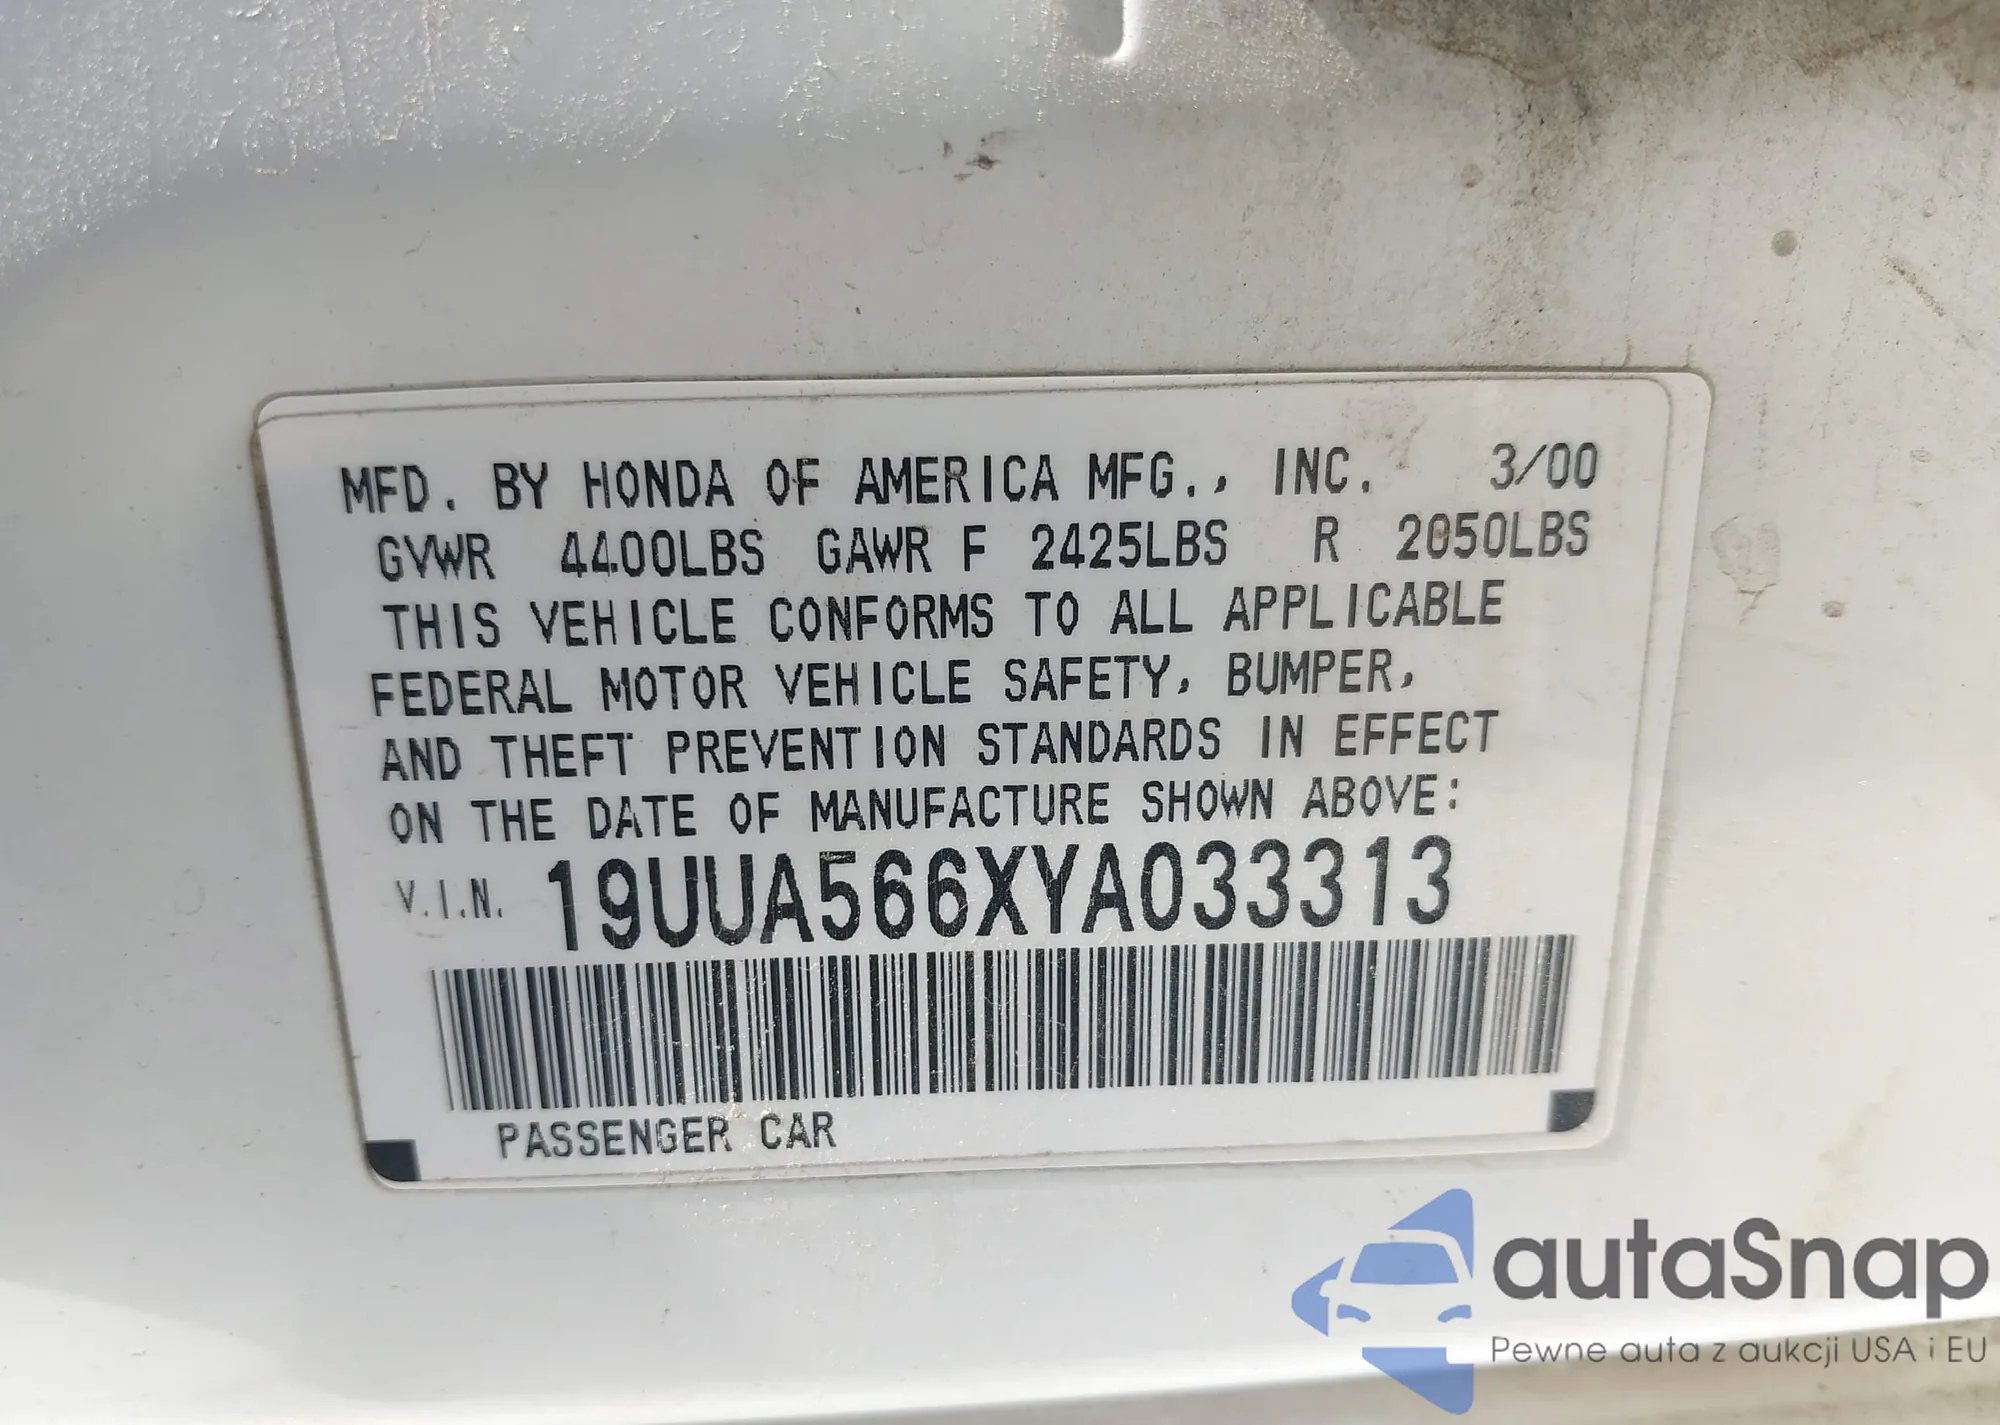 MFD. BY HONDA OF AMERICA MFG., INC. 3/00
GVWR 4400LBS GAWR F 2425LBS R 2050LBS
THIS VEHICLE CONFORMS TO ALL APPLICABLE
FEDERAL MOTOR VEHICLE SAFETY, BUMPER,
AND THEFT PREVENTION STANDARDS IN EFFECT
ON THE DATE OF MANUFACTURE SHOWN ABOVE:
V.I.N. 19UUA566XYA033313
PASSENGER CAR
autaSnap
Pewne auta z aukcji USA i EU